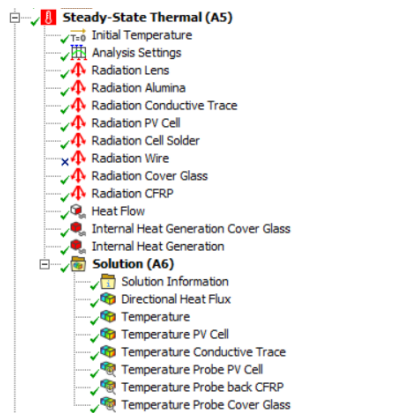 Steady-State Thermal (A5)
T=0 Initial Temperature
Analysis Settings
Radiation Lens
Radiation Alumina
Radiation Conductive Trace
Radiation PV Cell
Radiation Cell Solder
Radiation Wire
Radiation Cover Glass
Radiation CFRP
Heat Flow
Internal Heat Generation Cover Glass
Internal Heat Generation
Solution (A6)
Solution Information
Directional Heat Flux
Temperature
Temperature PV Cell
Temperature Conductive Trace
Temperature Probe PV Cell
Temperature Probe back CFRP
Temperature Probe Cover Glass